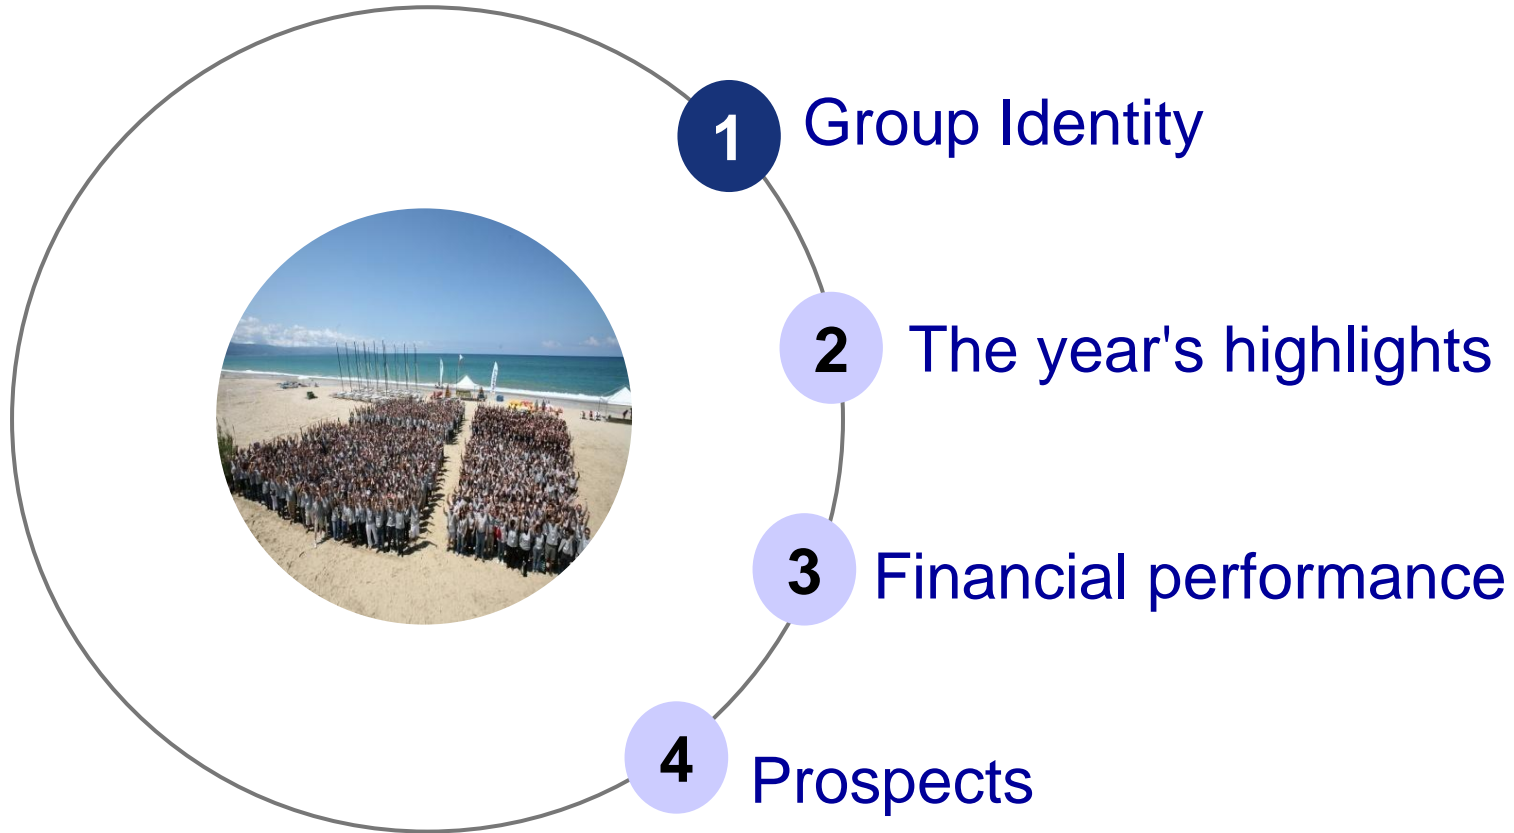 1 Group Identity
2 The year's highlights
3 Financial performance
4 Prospects